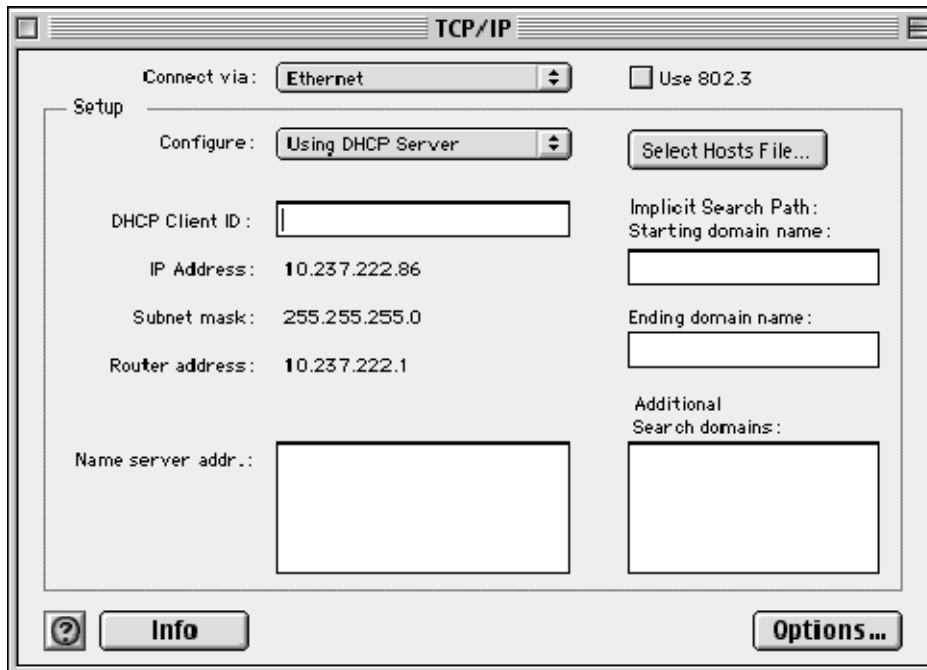 TCP/IP
Connect via: Ethernet Use 802.3
Setup
Configure: Using DHCP Server Select Hosts File...
DHCP Client ID:
Implicit Search Path:
Starting domain name:
IP Address: 10.237.222.86
Subnet mask: 255.255.255.0 Ending domain name:
Router address: 10.237.222.1
Additional
Search domains:
Name server addr.:
? Info Options...